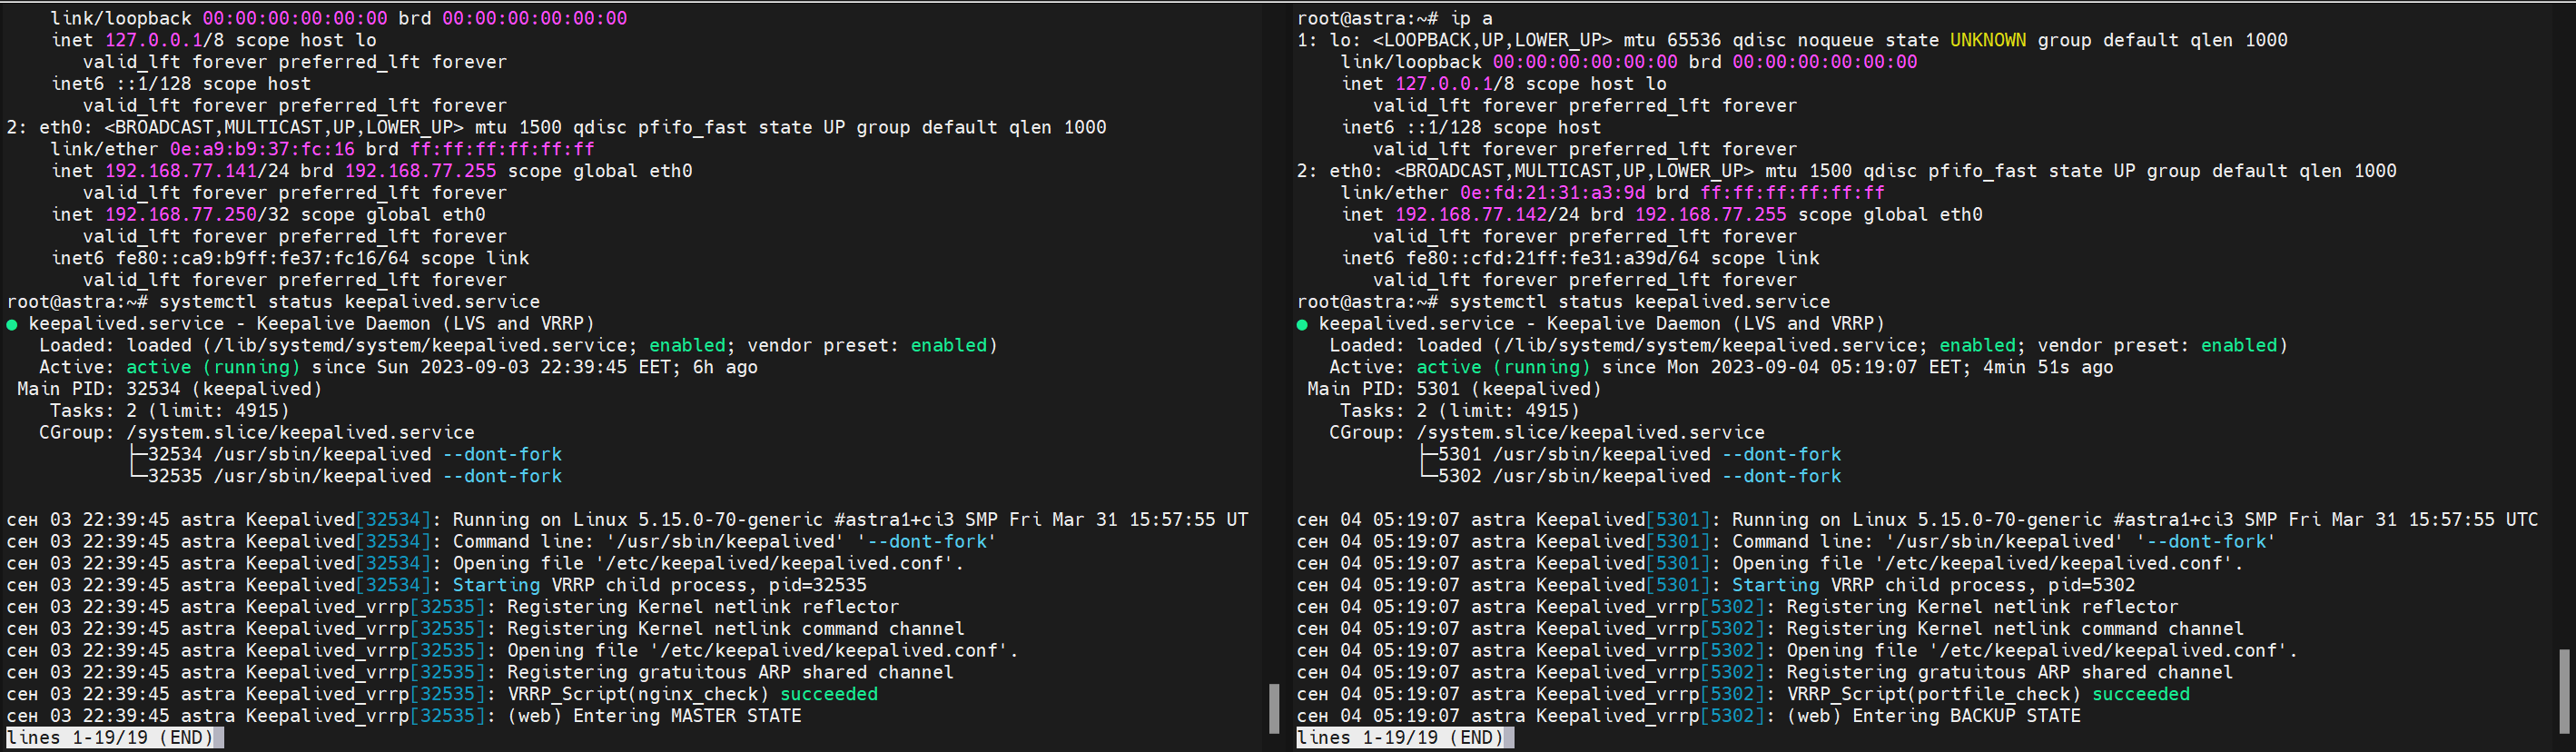 link/loopback 00:00:00:00:00:00 brd 00:00:00:00:00:00
    inet 127.0.0.1/8 scope host lo
       valid_lft forever preferred_lft forever
    inet6 ::1/128 scope host
       valid_lft forever preferred_lft forever
2: eth0: <BROADCAST,MULTICAST,UP,LOWER_UP> mtu 1500 qdisc pfifo_fast state UP group default qlen 1000
    link/ether 0e:a9:b9:37:fc:16 brd ff:ff:ff:ff:ff:ff
    inet 192.168.77.141/24 brd 192.168.77.255 scope global eth0
       valid_lft forever preferred_lft forever
    inet 192.168.77.250/32 scope global eth0
       valid_lft forever preferred_lft forever
    inet6 fe80::ca9:b9ff:fe37:fc16/64 scope link
       valid_lft forever preferred_lft forever
root@astra:~# systemctl status keepalived.service
● keepalived.service - Keepalive Daemon (LVS and VRRP)
   Loaded: loaded (/lib/systemd/system/keepalived.service; enabled; vendor preset: enabled)
   Active: active (running) since Sun 2023-09-03 22:39:45 EET; 6h ago
 Main PID: 32534 (keepalived)
    Tasks: 2 (limit: 4915)
   CGroup: /system.slice/keepalived.service
           ├─32534 /usr/sbin/keepalived --dont-fork
           └─32535 /usr/sbin/keepalived --dont-fork
сен 03 22:39:45 astra Keepalived[32534]: Running on Linux 5.15.0-70-generic #astra1+ci3 SMP Fri Mar 31 15:57:55 UT
сен 03 22:39:45 astra Keepalived[32534]: Command line: '/usr/sbin/keepalived' '--dont-fork'
сен 03 22:39:45 astra Keepalived[32534]: Opening file '/etc/keepalived/keepalived.conf'.
сен 03 22:39:45 astra Keepalived[32534]: Starting VRRP child process, pid=32535
сен 03 22:39:45 astra Keepalived_vrrp[32535]: Registering Kernel netlink reflector
сен 03 22:39:45 astra Keepalived_vrrp[32535]: Registering Kernel netlink command channel
сен 03 22:39:45 astra Keepalived_vrrp[32535]: Opening file '/etc/keepalived/keepalived.conf'.
сен 03 22:39:45 astra Keepalived_vrrp[32535]: Registering gratuitous ARP shared channel
сен 03 22:39:45 astra Keepalived_vrrp[32535]: VRRP_Script(nginx_check) succeeded
сен 03 22:39:45 astra Keepalived_vrrp[32535]: (web) Entering MASTER STATE
lines 1-19/19 (END)
root@astra:~# ip a
1: lo: <LOOPBACK,UP,LOWER_UP> mtu 65536 qdisc noqueue state UNKNOWN group default qlen 1000
    link/loopback 00:00:00:00:00:00 brd 00:00:00:00:00:00
    inet 127.0.0.1/8 scope host lo
       valid_lft forever preferred_lft forever
    inet6 ::1/128 scope host
       valid_lft forever preferred_lft forever
2: eth0: <BROADCAST,MULTICAST,UP,LOWER_UP> mtu 1500 qdisc pfifo_fast state UP group default qlen 1000
    link/ether 0e:fd:21:31:a3:9d brd ff:ff:ff:ff:ff:ff
    inet 192.168.77.142/24 brd 192.168.77.255 scope global eth0
       valid_lft forever preferred_lft forever
    inet6 fe80::cfd:21ff:fe31:a39d/64 scope link
       valid_lft forever preferred_lft forever
root@astra:~# systemctl status keepalived.service
● keepalived.service - Keepalive Daemon (LVS and VRRP)
   Loaded: loaded (/lib/systemd/system/keepalived.service; enabled; vendor preset: enabled)
   Active: active (running) since Mon 2023-09-04 05:19:07 EET; 4min 51s ago
 Main PID: 5301 (keepalived)
    Tasks: 2 (limit: 4915)
   CGroup: /system.slice/keepalived.service
           ├─5301 /usr/sbin/keepalived --dont-fork
           └─5302 /usr/sbin/keepalived --dont-fork
сен 04 05:19:07 astra Keepalived[5301]: Running on Linux 5.15.0-70-generic #astra1+ci3 SMP Fri Mar 31 15:57:55 UTC
сен 04 05:19:07 astra Keepalived[5301]: Command line: '/usr/sbin/keepalived' '--dont-fork'
сен 04 05:19:07 astra Keepalived[5301]: Opening file '/etc/keepalived/keepalived.conf'.
сен 04 05:19:07 astra Keepalived[5301]: Starting VRRP child process, pid=5302
сен 04 05:19:07 astra Keepalived_vrrp[5302]: Registering Kernel netlink reflector
сен 04 05:19:07 astra Keepalived_vrrp[5302]: Registering Kernel netlink command channel
сен 04 05:19:07 astra Keepalived_vrrp[5302]: Opening file '/etc/keepalived/keepalived.conf'.
сен 04 05:19:07 astra Keepalived_vrrp[5302]: Registering gratuitous ARP shared channel
сен 04 05:19:07 astra Keepalived_vrrp[5302]: VRRP_Script(portfile_check) succeeded
сен 04 05:19:07 astra Keepalived_vrrp[5302]: (web) Entering BACKUP STATE
lines 1-19/19 (END)